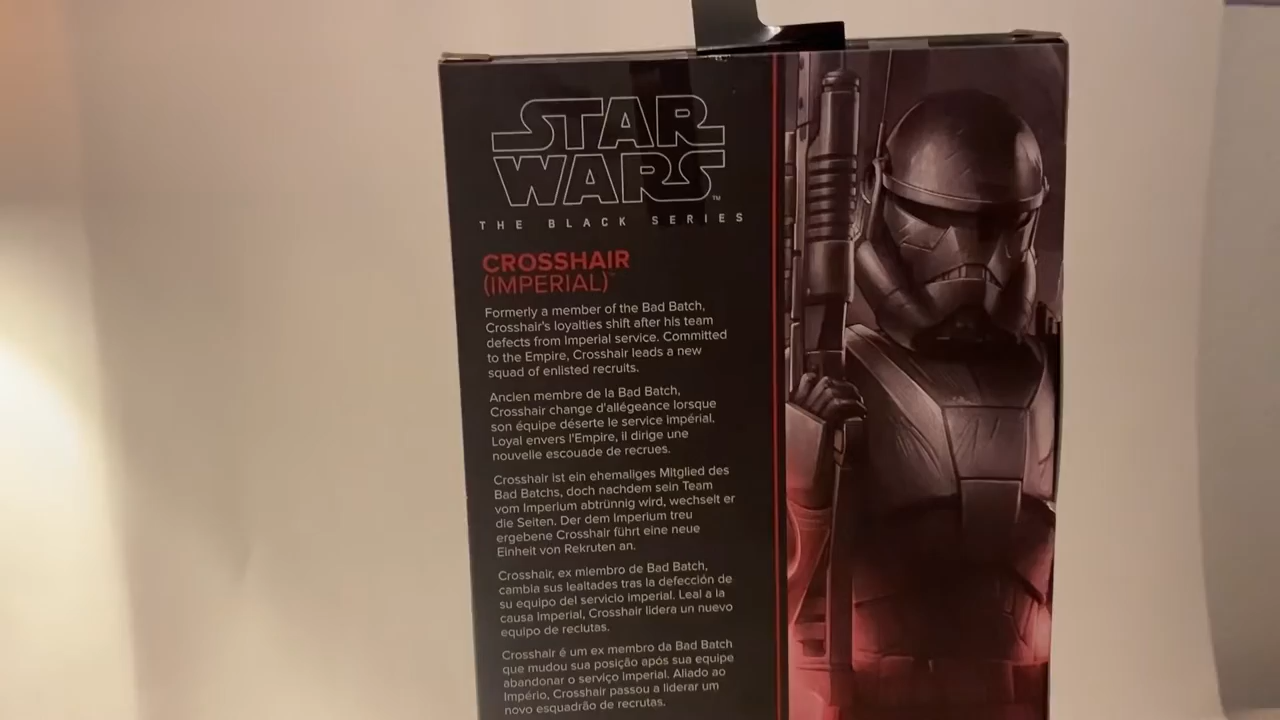 STAR
WARS
™
THE BLACK SERIES
CROSSHAIR
(IMPERIAL)™
Formerly a member of the Bad Batch,
Crosshair's loyalties shift after his team
defects from Imperial service. Committed
to the Empire, Crosshair leads a new
squad of enlisted recruits.
Ancien membre de la Bad Batch,
Crosshair change d'allégeance lorsque
son équipe déserte le service impérial.
Loyal envers l'Empire, il dirige une
nouvelle escouade de recrues.
Crosshair ist ein ehemaliges Mitglied des
Bad Batchs, doch nachdem sein Team
vom Imperium abtrünnig wird, wechselt er
die Seiten. Der dem Imperium treu
ergebene Crosshair führt eine neue
Einheit von Rekruten an.
Crosshair, ex miembro de Bad Batch,
cambia sus lealtades tras la defección de
su equipo del servicio imperial. Leal a la
causa Imperial, Crosshair lidera un nuevo
equipo de reclutas.
Crosshair é um ex membro da Bad Batch
que mudou sua posição após sua equipe
abandonar o serviço Imperial. Aliado ao
Império, Crosshair passou a liderar um
novo esquadrão de recrutas.